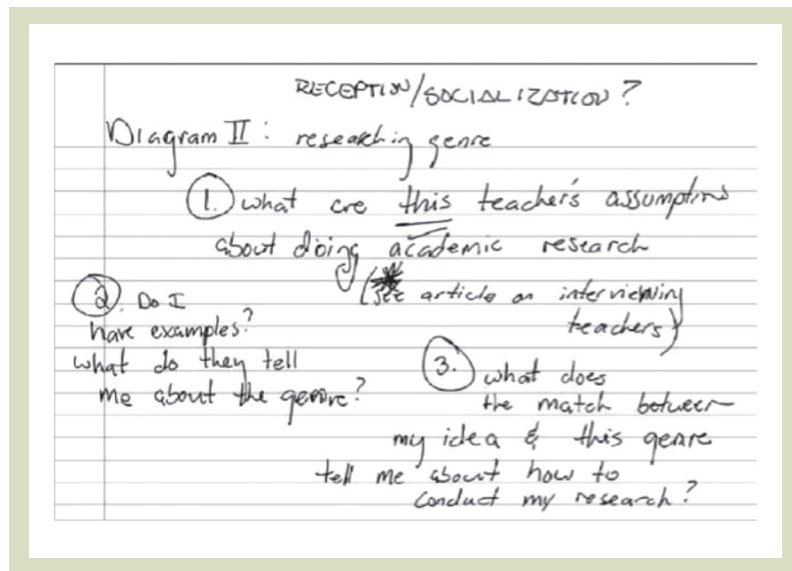 RECEPTION/SOCIALIZATION?
Diagram II: researching genre
1. what are this teacher's assumptions
about doing academic research
(see article on interviewing
teachers)
2. Do I
have examples?
what do they tell
me about the genre?
3. what does
the match between
my idea & this genre
tell me about how to
conduct my research?